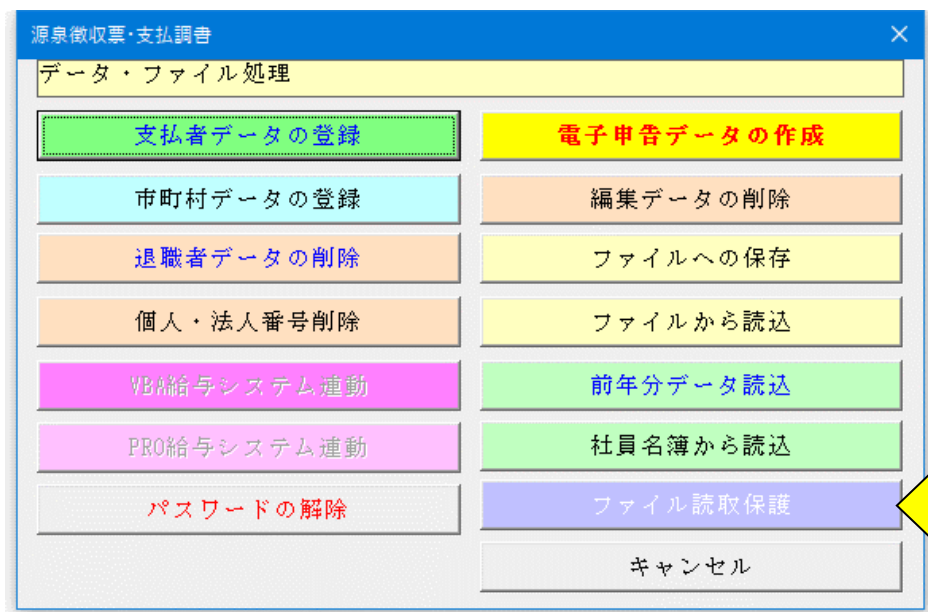 源泉徴収票･支払調書
データ・ファイル処理
支払者データの登録
電子申告データの作成
市町村データの登録
編集データの削除
退職者データの削除
ファイルへの保存
個人・法人番号削除
ファイルから読込
VBA給与システム連動
前年分データ読込
PRO給与システム連動
社員名簿から読込
パスワードの解除
ファイル読取保護
キャンセル